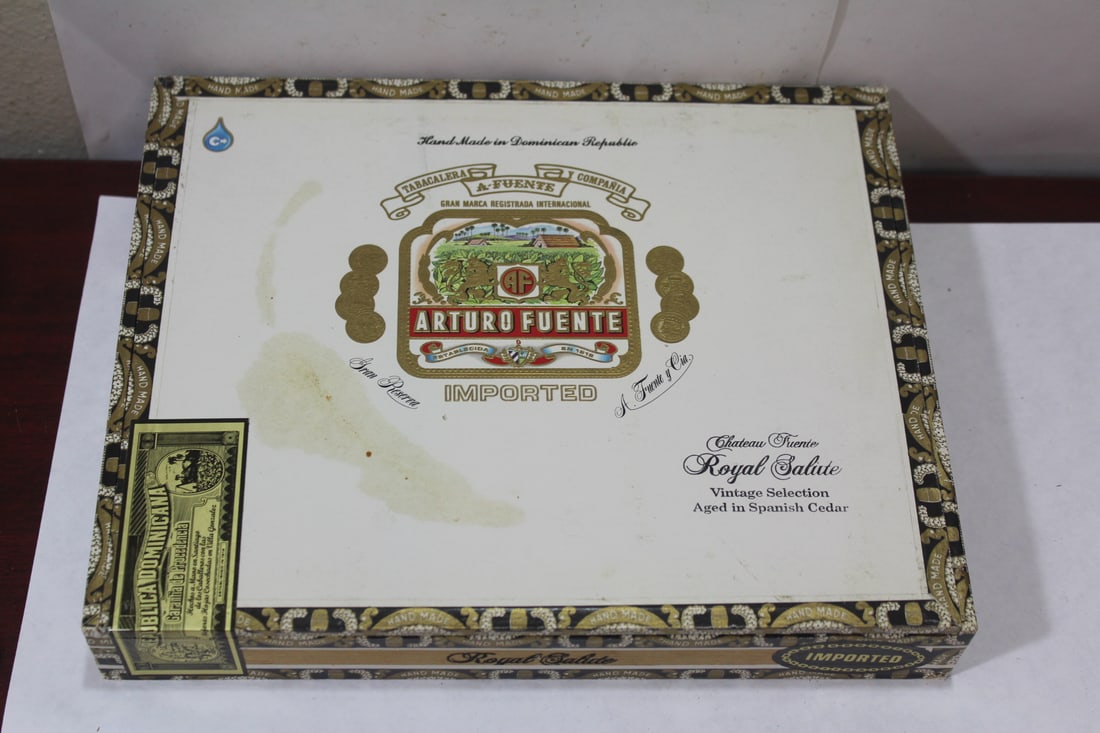 Hand Made in Dominican Republic
TABACALERA A. FUENTE Y COMPAÑIA
GRAN MARCA REGISTRADA INTERNACIONAL
AF
ARTURO FUENTE
ESTABLECIDA EN 1912
IMPORTED
Gran Reserva
A. Fuente y Cia
Chateau Fuente
Royal Salute
Vintage Selection
Aged in Spanish Cedar
REPUBLICA DOMINICANA
Garantia de Procedencia
HAND MADE
Royal Salute
IMPORTED